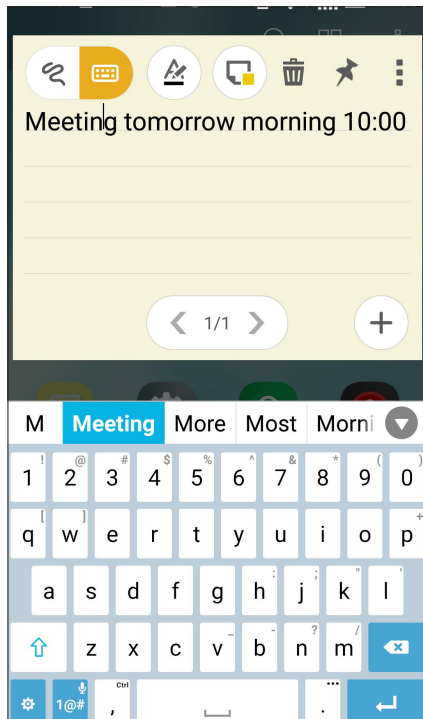 Meeting tomorrow morning 10:00
1/1
M Meeting More Most Morni
! @ # $ % ^ & * ( )
1 2 3 4 5 6 7 8 9 0
[ ] +
q w e r t y u i o p
: ; " '
a s d f g h j k l
_ - ? /
z x c v b n m
Ctrl ...
1@# , .